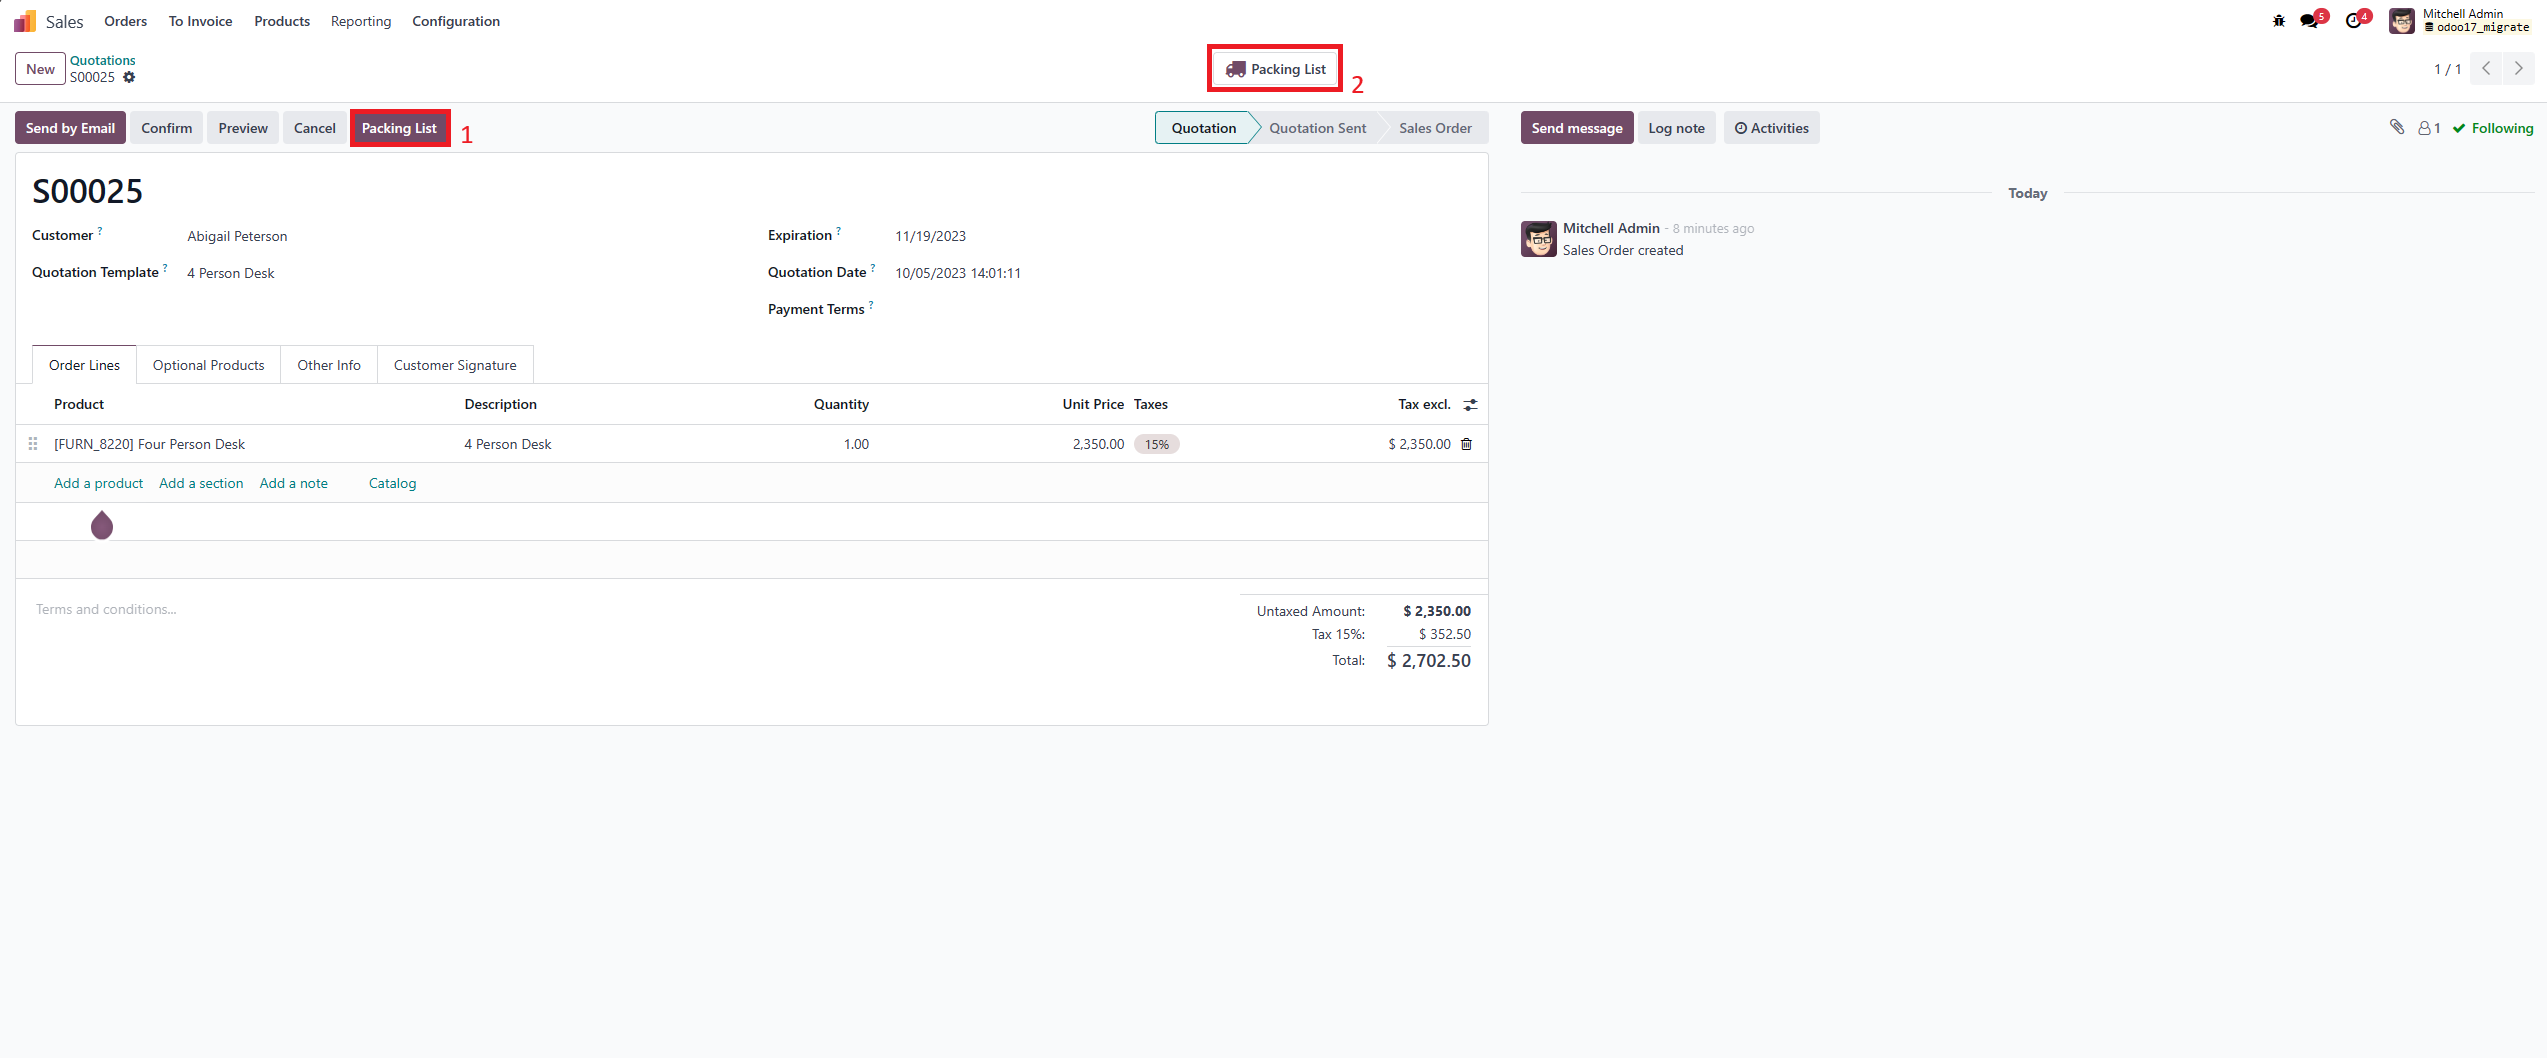 Sales Orders To Invoice Products Reporting Configuration 5 4 Mitchell Admin
odoo17_migrate
New Quotations
S00025
Packing List 2 1 / 1
Send by Email Confirm Preview Cancel Packing List 1 Quotation Quotation Sent Sales Order Send message Log note Activities 1 Following
S00025
Today
Customer ? Abigail Peterson Expiration ? 11/19/2023
Mitchell Admin - 8 minutes ago
Sales Order created
Quotation Template ? 4 Person Desk Quotation Date ? 10/05/2023 14:01:11
Payment Terms ?
Order Lines Optional Products Other Info Customer Signature
Product Description Quantity Unit Price Taxes Tax excl.
[FURN_8220] Four Person Desk 4 Person Desk 1.00 2,350.00 15% $ 2,350.00
Add a product Add a section Add a note Catalog
Terms and conditions...
Untaxed Amount: $ 2,350.00
Tax 15%: $ 352.50
Total: $ 2,702.50